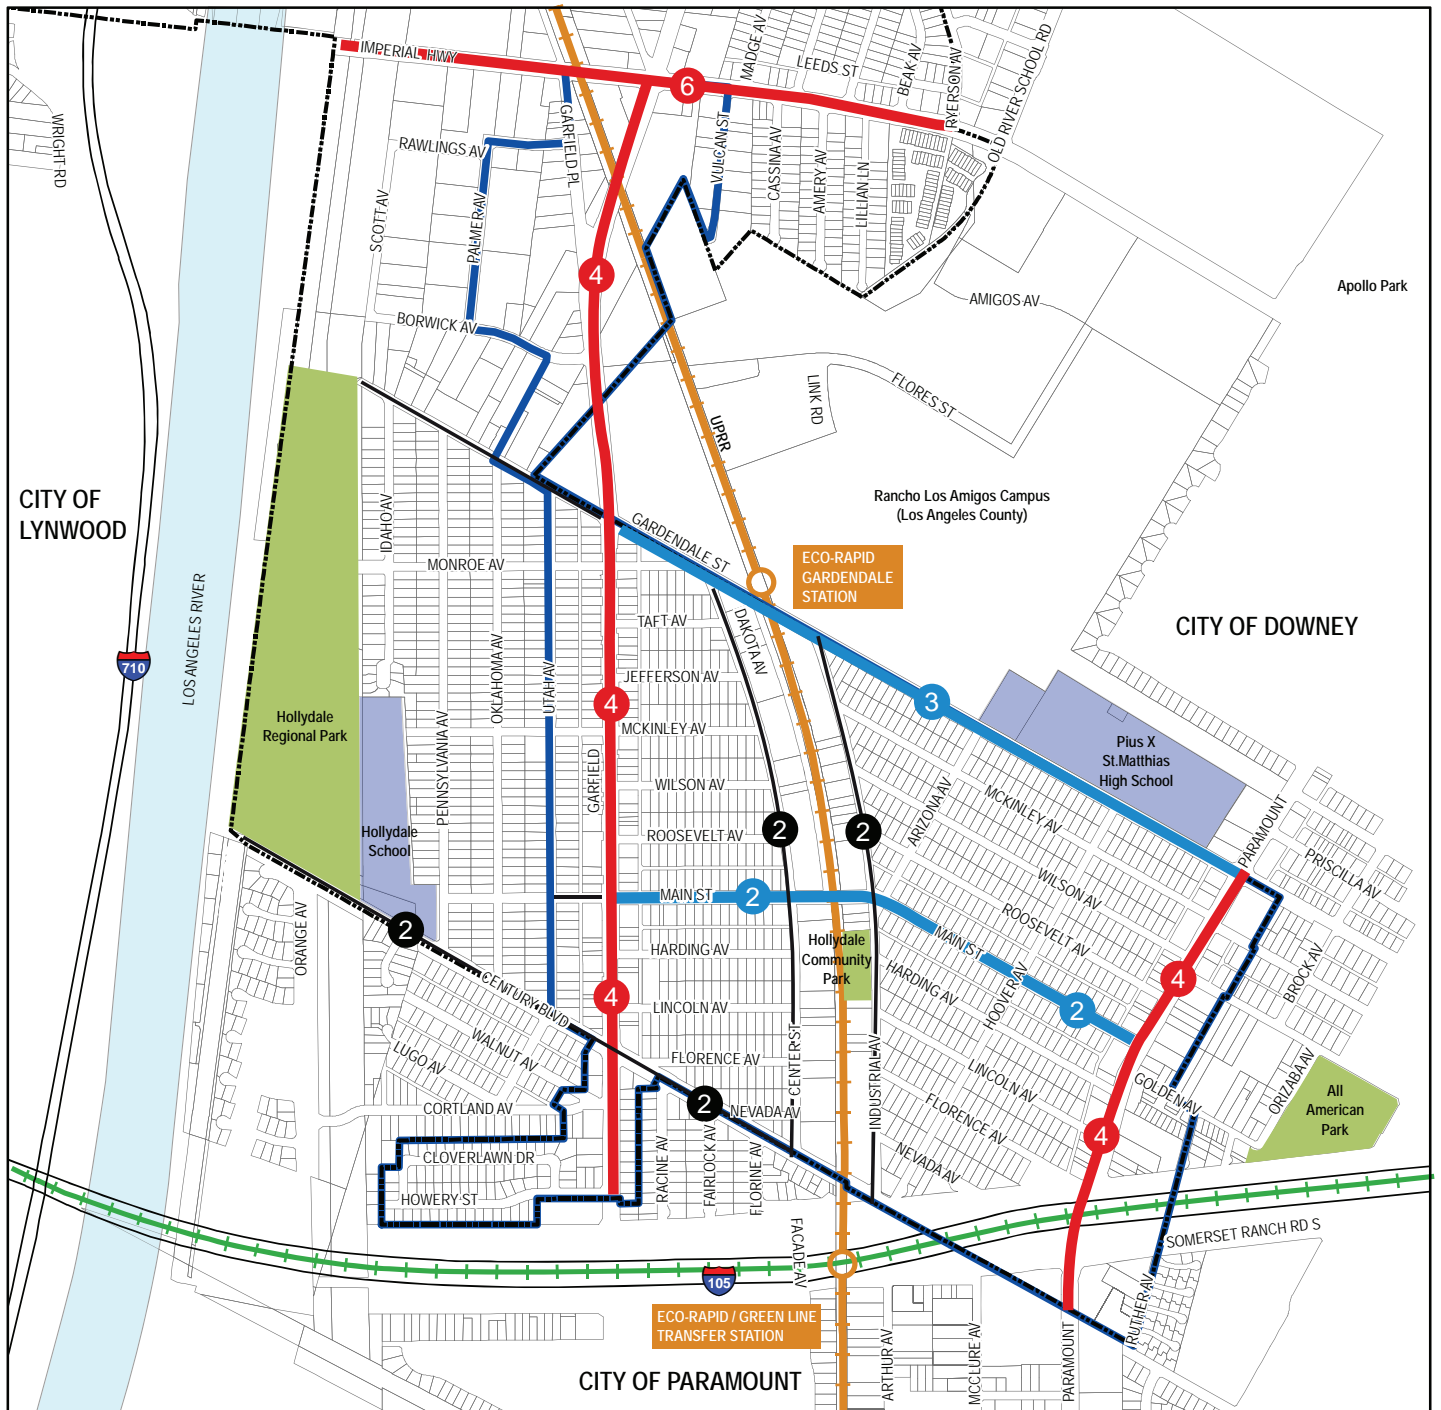 IMPERIAL HWY
6
MADGE AV
LEEDS ST
BEAK AV
RYERSON AV
OLD RIVER SCHOOL RD
WRIGHT RD
RAWLINGS AV
GARFIELD PL
VULCAN ST
CASSINA AV
AMERY AV
LILLIAN LN
SCOTT AV
PALMER AV
4
AMIGOS AV
Apollo Park
BORWICK AV
LINK RD
FLORES ST
UPRR
CITY OF
LYNWOOD
Rancho Los Amigos Campus
(Los Angeles County)
IDAHO AV
GARDENDALE ST
MONROE AV
ECO-RAPID
GARDENDALE
STATION
LOS ANGELES RIVER
TAFT AV
DAKOTA AV
CITY OF DOWNEY
710
OKLAHOMA AV
UTAH AV
JEFFERSON AV
4
3
Hollydale
Regional Park
PENNSYLVANIA AV
MCKINLEY AV
Pius X
St.Matthias
High School
GARFIELD
WILSON AV
ARIZONA AV
MCKINLEY AV
PARAMOUNT
Hollydale
School
ROOSEVELT AV
2
2
PRISCILLA AV
WILSON AV
MAIN ST
2
ROOSEVELT AV
2
ORANGE AV
HARDING AV
Hollydale
Community
Park
MAIN ST
HARDING AV
HOOVER AV
4
BROCK AV
CENTURY BLVD
4
LINCOLN AV
2
WALNUT AV
LUGO AV
FLORENCE AV
CENTER ST
INDUSTRIAL AV
LINCOLN AV
GOLDEN AV
ORIZABA AV
All
American
Park
CORTLAND AV
2
NEVADA AV
FLORENCE AV
4
CLOVERLAWN DR
HOWERY ST
RACINE AV
FAIRLOCK AV
FLORINE AV
NEVADA AV
FACADE AV
SOMERSET RANCH RD S
105
RUTHER AV
ECO-RAPID / GREEN LINE
TRANSFER STATION
ARTHUR AV
MCCLURE AV
PARAMOUNT
CITY OF PARAMOUNT